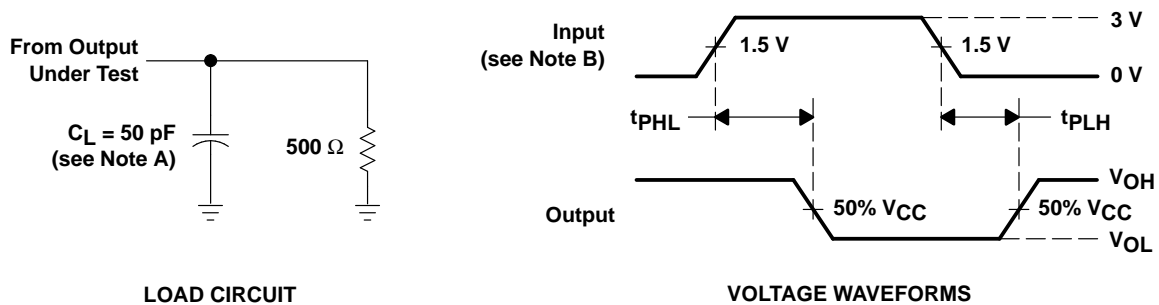 From Output
Under Test
CL = 50 pF
(see Note A)
500 Ω
LOAD CIRCUIT
Input
(see Note B)
1.5 V
1.5 V
3 V
0 V
tPHL
tPLH
Output
50% VCC
50% VCC
VOH
VOL
VOLTAGE WAVEFORMS